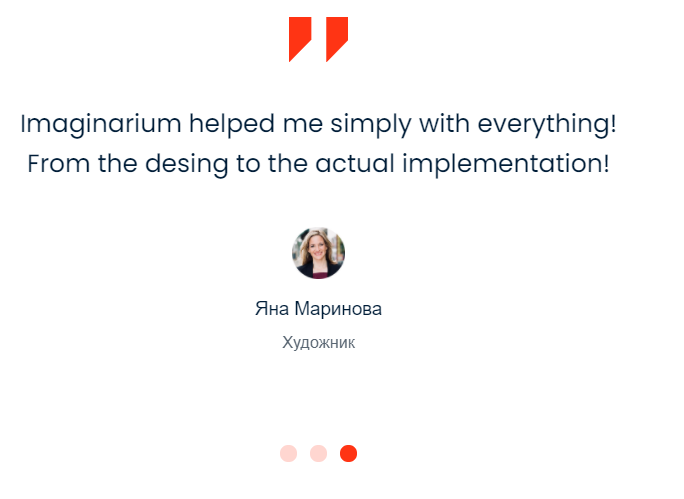 Imaginarium helped me simply with everything!
From the desing to the actual implementation!
Яна Маринова
Художник